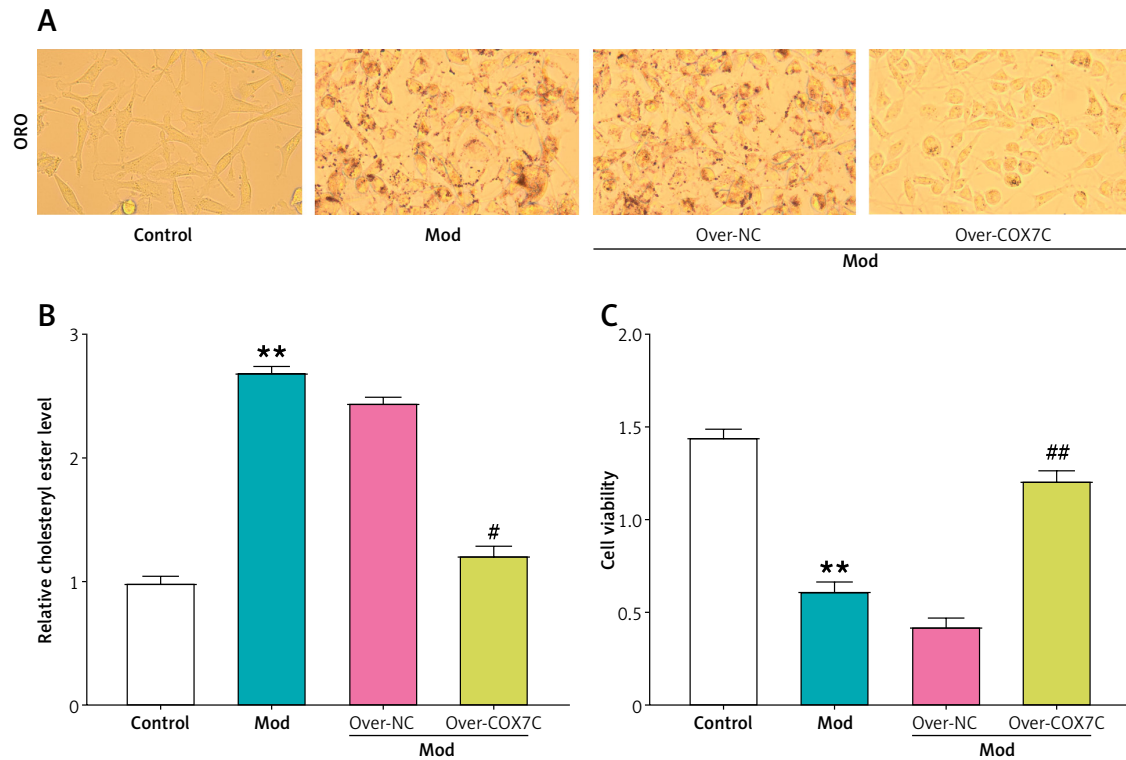 A
ORO
Control
Mod
Over-NC
Over-COX7C
Mod
B
Relative cholesteryl ester level
3
2
1
0
**
#
Control
Mod
Over-NC
Over-COX7C
Mod
C
Cell viability
2.0
1.5
1.0
0.5
0
**
##
Control
Mod
Over-NC
Over-COX7C
Mod